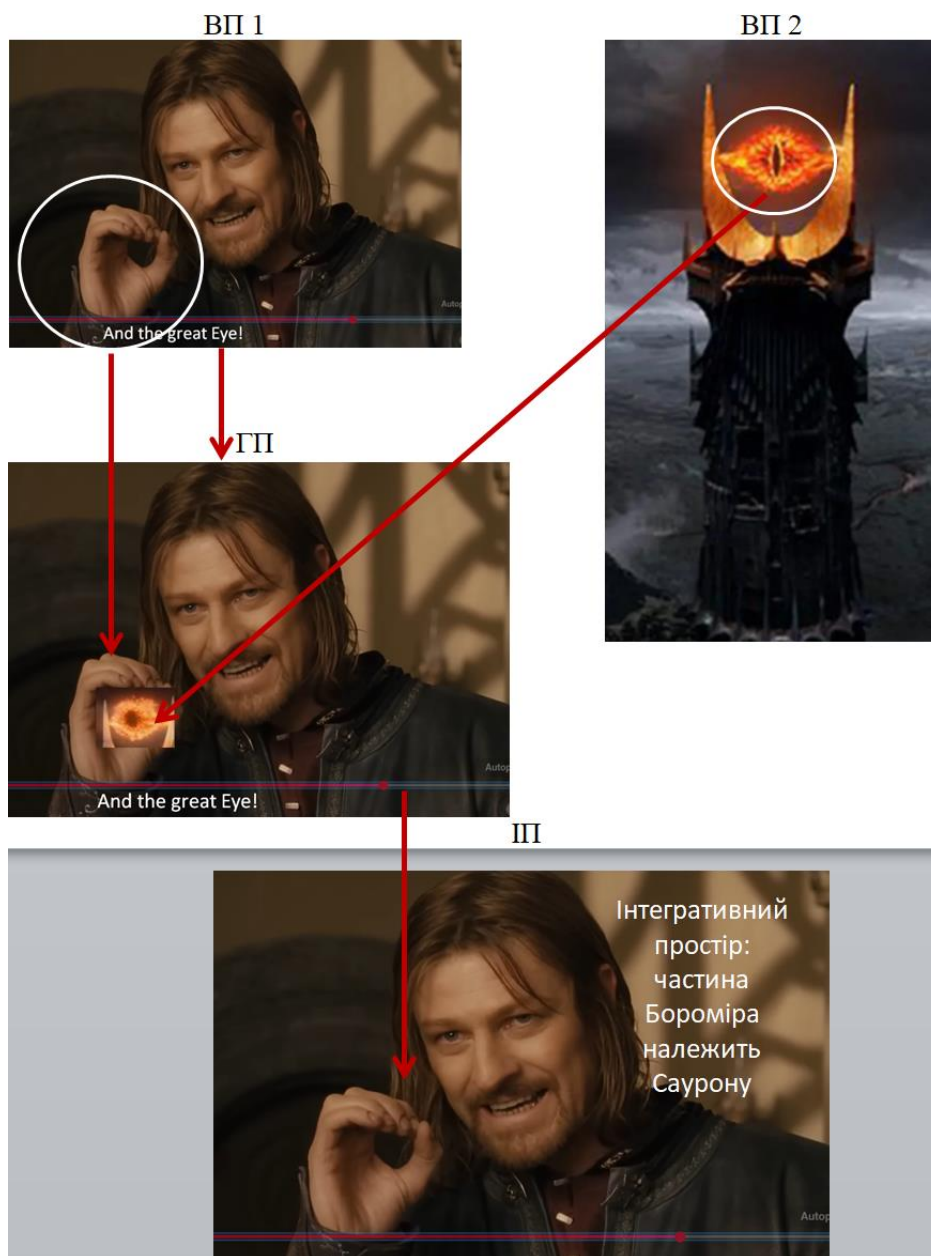 ВП 1
ВП 2
And the great Eye!
ГП
And the great Eye!
ІП
Інтегративний
простір:
частина
Бороміра
належить
Саурону